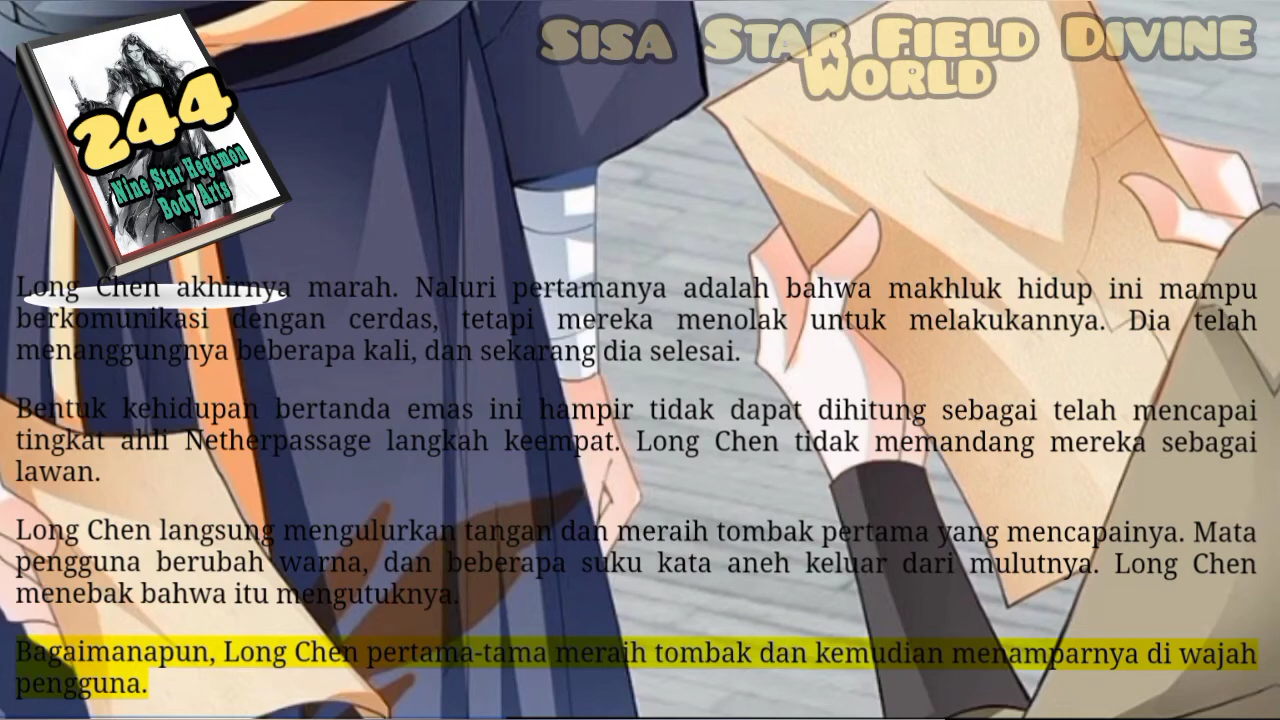 Sisa Star Field Divine
World
244
Nine Star Hegemon
Body Arts
Long Chen akhirnya marah. Naluri pertamanya adalah bahwa makhluk hidup ini mampu
berkomunikasi dengan cerdas, tetapi mereka menolak untuk melakukannya. Dia telah
menanggungnya beberapa kali, dan sekarang dia selesai.
Bentuk kehidupan bertanda emas ini hampir tidak dapat dihitung sebagai telah mencapai
tingkat ahli Netherpassage langkah keempat. Long Chen tidak memandang mereka sebagai
lawan.
Long Chen langsung mengulurkan tangan dan meraih tombak pertama yang mencapainya. Mata
pengguna berubah warna, dan beberapa suku kata aneh keluar dari mulutnya. Long Chen
menebak bahwa itu mengutuknya.
Bagaimanapun, Long Chen pertama-tama meraih tombak dan kemudian menamparnya di wajah
pengguna.